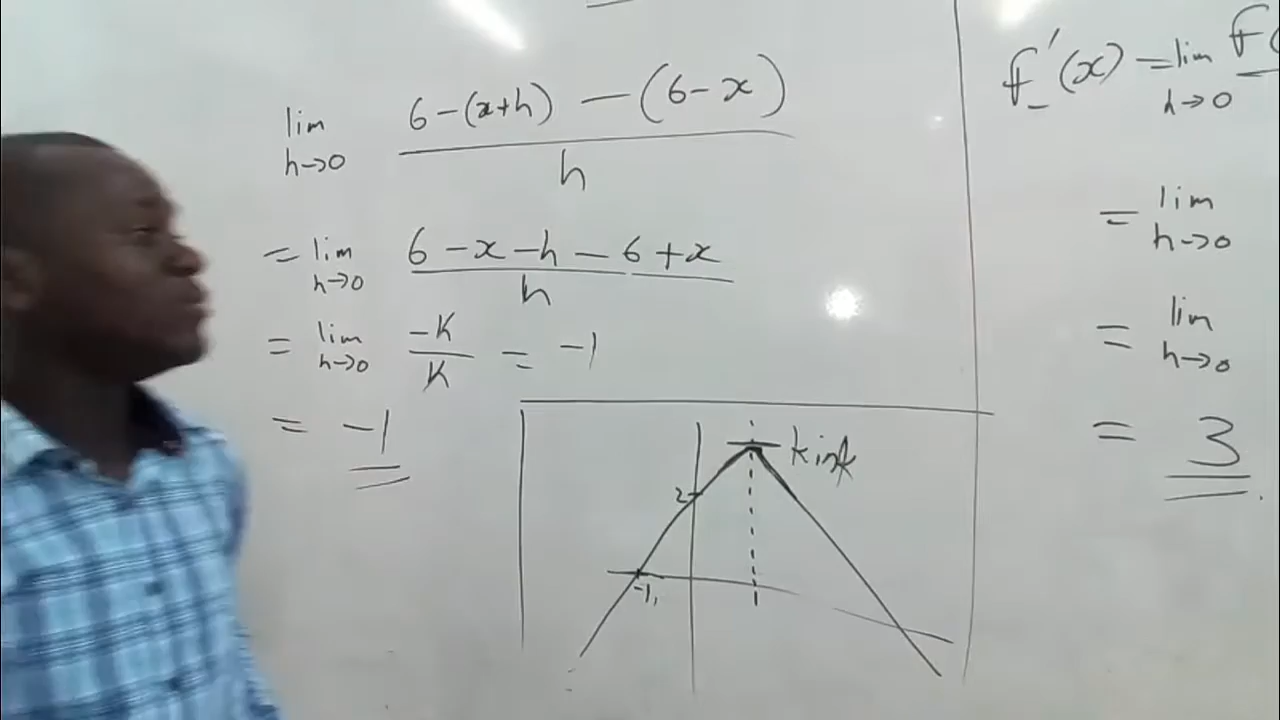 lim h→0 6-(x+h) - (6-x) / h
= lim h→0 6 - x - h - 6 + x / h
= lim h→0 -h / h = -1
= -1
kink
2
-1,
f'_-(x) = lim h→0 f(
= lim h→0
= lim h→0
= 3